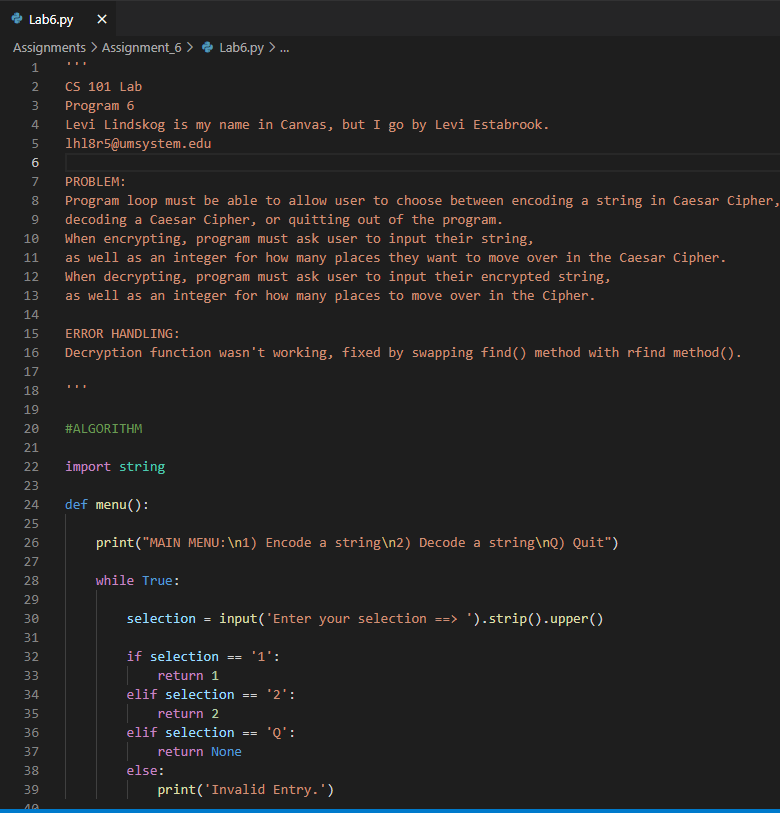 Lab6.py ×
Assignments > Assignment_6 > Lab6.py > ...
1 '''
2 CS 101 Lab
3 Program 6
4 Levi Lindskog is my name in Canvas, but I go by Levi Estabrook.
5 lhl8r5@umsystem.edu
6
7 PROBLEM:
8 Program loop must be able to allow user to choose between encoding a string in Caesar Cipher,
9 decoding a Caesar Cipher, or quitting out of the program.
10 When encrypting, program must ask user to input their string,
11 as well as an integer for how many places they want to move over in the Caesar Cipher.
12 When decrypting, program must ask user to input their encrypted string,
13 as well as an integer for how many places to move over in the Cipher.
14
15 ERROR HANDLING:
16 Decryption function wasn't working, fixed by swapping find() method with rfind method().
17
18 '''
19
20 #ALGORITHM
21
22 import string
23
24 def menu():
25
26 print("MAIN MENU:\n1) Encode a string\n2) Decode a string\nQ) Quit")
27
28 while True:
29
30 selection = input('Enter your selection ==> ').strip().upper()
31
32 if selection == '1':
33 return 1
34 elif selection == '2':
35 return 2
36 elif selection == 'Q':
37 return None
38 else:
39 print('Invalid Entry.')
40